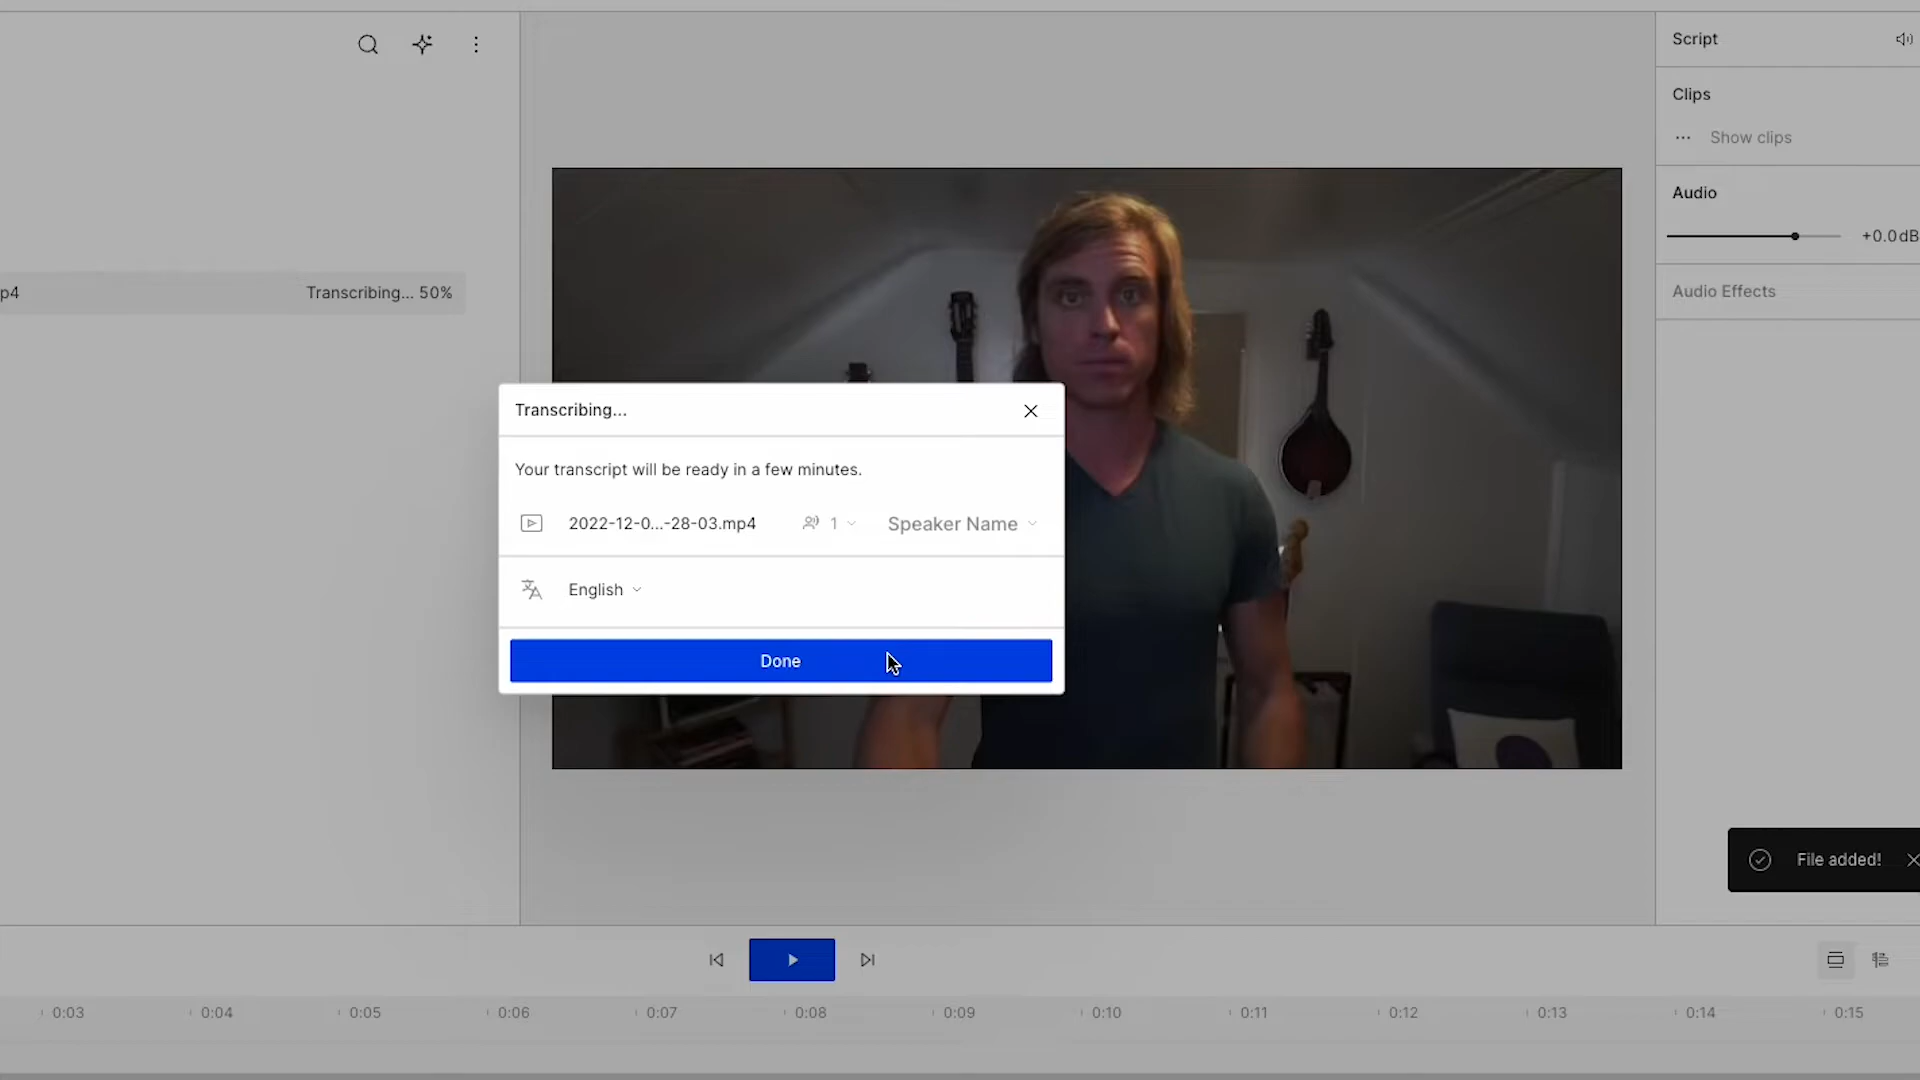 Script
Clips
... Show clips
Audio
+0.0dB
Audio Effects
p4 Transcribing... 50%
Transcribing...
Your transcript will be ready in a few minutes.
2022-12-0...-28-03.mp4 1 Speaker Name
English
Done
File added!
0:03 0:04 0:05 0:06 0:07 0:08 0:09 0:10 0:11 0:12 0:13 0:14 0:15